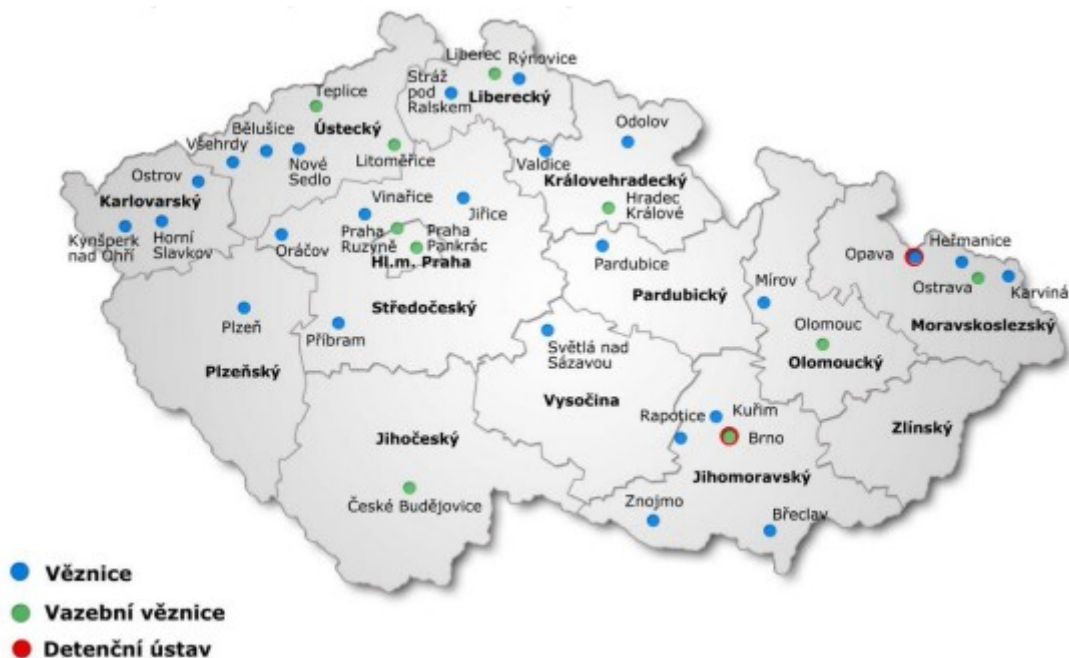 Liberec
Rýnovice
Stráž
pod
Ralskem
Liberecký
Teplice
Ústecký
Bělušice
Všehrdy
Nové
Sedlo
Litoměřice
Odolov
Valdice
Královehradecký
Hradec
Králové
Ostrov
Karlovarský
Kynšperk
nad Ohří
Horní
Slavkov
Vinařice
Jiřice
Praha
Ruzyně
Praha
Pankrác
Hl.m. Praha
Oráčov
Středočeský
Příbram
Plzeň
Plzeňský
Pardubice
Pardubický
Světlá nad
Sázavou
Vysočina
Mírov
Olomouc
Olomoucký
Opava
Heřmanice
Ostrava
Karviná
Moravskoslezský
Zlínský
Jihočeský
České Budějovice
Rapotice
Kuřim
Brno
Jihomoravský
Znojmo
Břeclav
Věznice
Vazební věznice
Detenční ústav